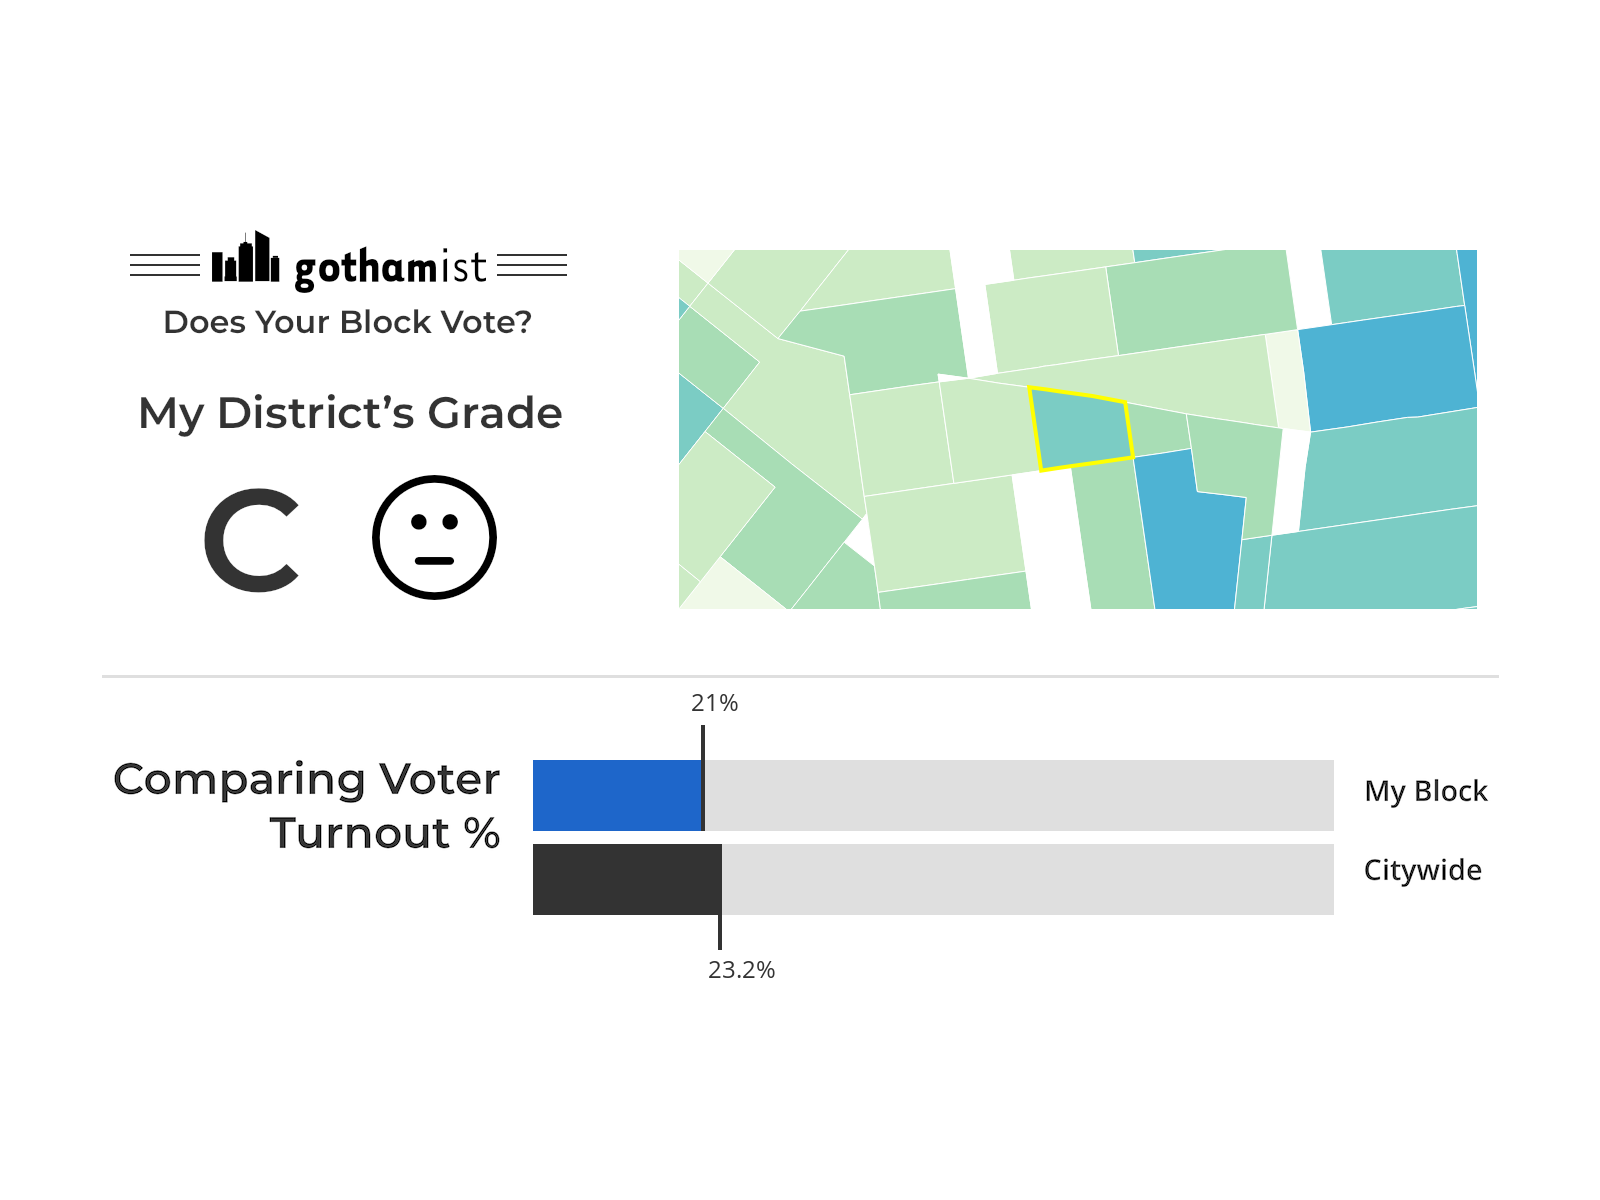 gothamist
Does Your Block Vote?
My District’s Grade
C
21%
Comparing Voter
Turnout %
My Block
Citywide
23.2%